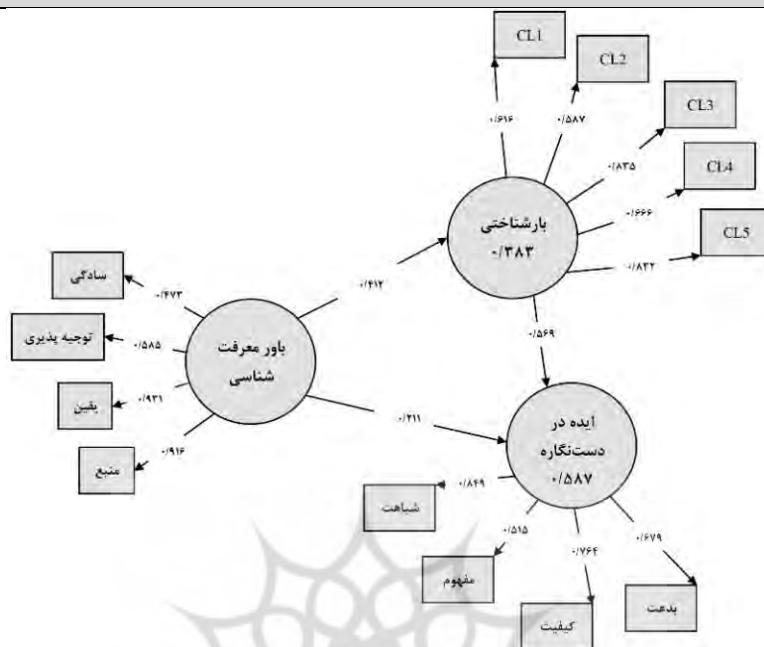 CL1
CL2
CL3
CL4
CL5
۰/۶۱۶
۰/۵۸۷
۰/۸۳۵
۰/۶۶۶
۰/۸۳۲
بارشناختی
۰/۳۸۳
۰/۴۱۲
۰/۵۶۹
سادگی
توجیه پذیری
یقین
منبع
۰/۴۷۳
۰/۵۸۵
۰/۹۳۱
۰/۹۱۶
باور معرفت
شناسی
۰/۲۱۱
ایده در
دست‌نگاره
۰/۵۸۷
شباهت
مفهوم
کیفیت
بدعت
۰/۸۴۹
۰/۵۱۵
۰/۷۶۴
۰/۶۷۹